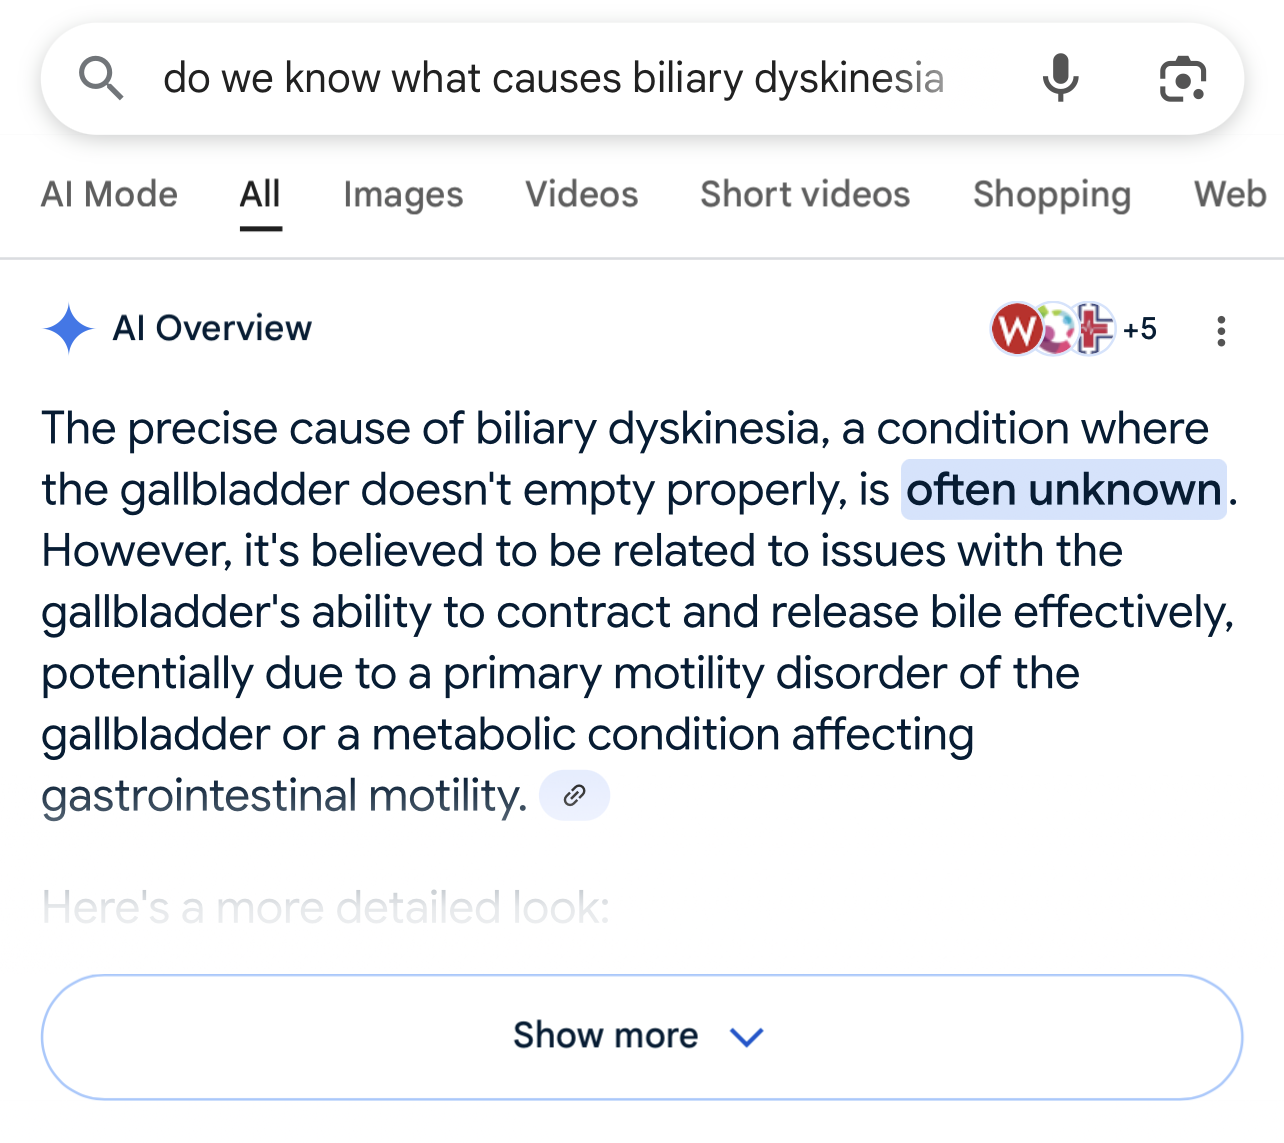 do we know what causes biliary dyskinesia
AI Mode All Images Videos Short videos Shopping Web
AI Overview
W +5
The precise cause of biliary dyskinesia, a condition where
the gallbladder doesn't empty properly, is often unknown.
However, it's believed to be related to issues with the
gallbladder's ability to contract and release bile effectively,
potentially due to a primary motility disorder of the
gallbladder or a metabolic condition affecting
gastrointestinal motility.
Here's a more detailed look:
Show more